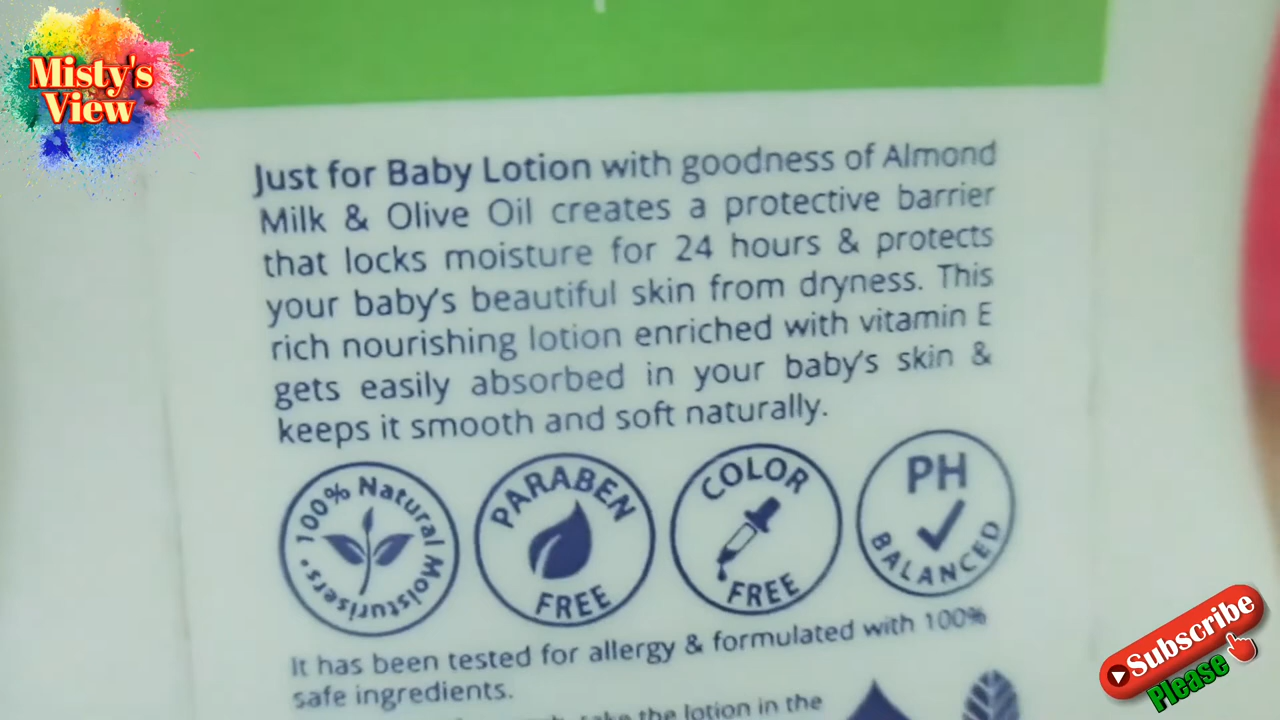 Misty's
View
Just for Baby Lotion with goodness of Almond
Milk & Olive Oil creates a protective barrier
that locks moisture for 24 hours & protects
your baby's beautiful skin from dryness. This
rich nourishing lotion enriched with vitamin E
gets easily absorbed in your baby's skin &
keeps it smooth and soft naturally.
100% Natural Moisturisers*
PARABEN
FREE
COLOR
FREE
PH
BALANCED
It has been tested for allergy & formulated with 100%
safe ingredients.
take the lotion in the
Subscribe
Please